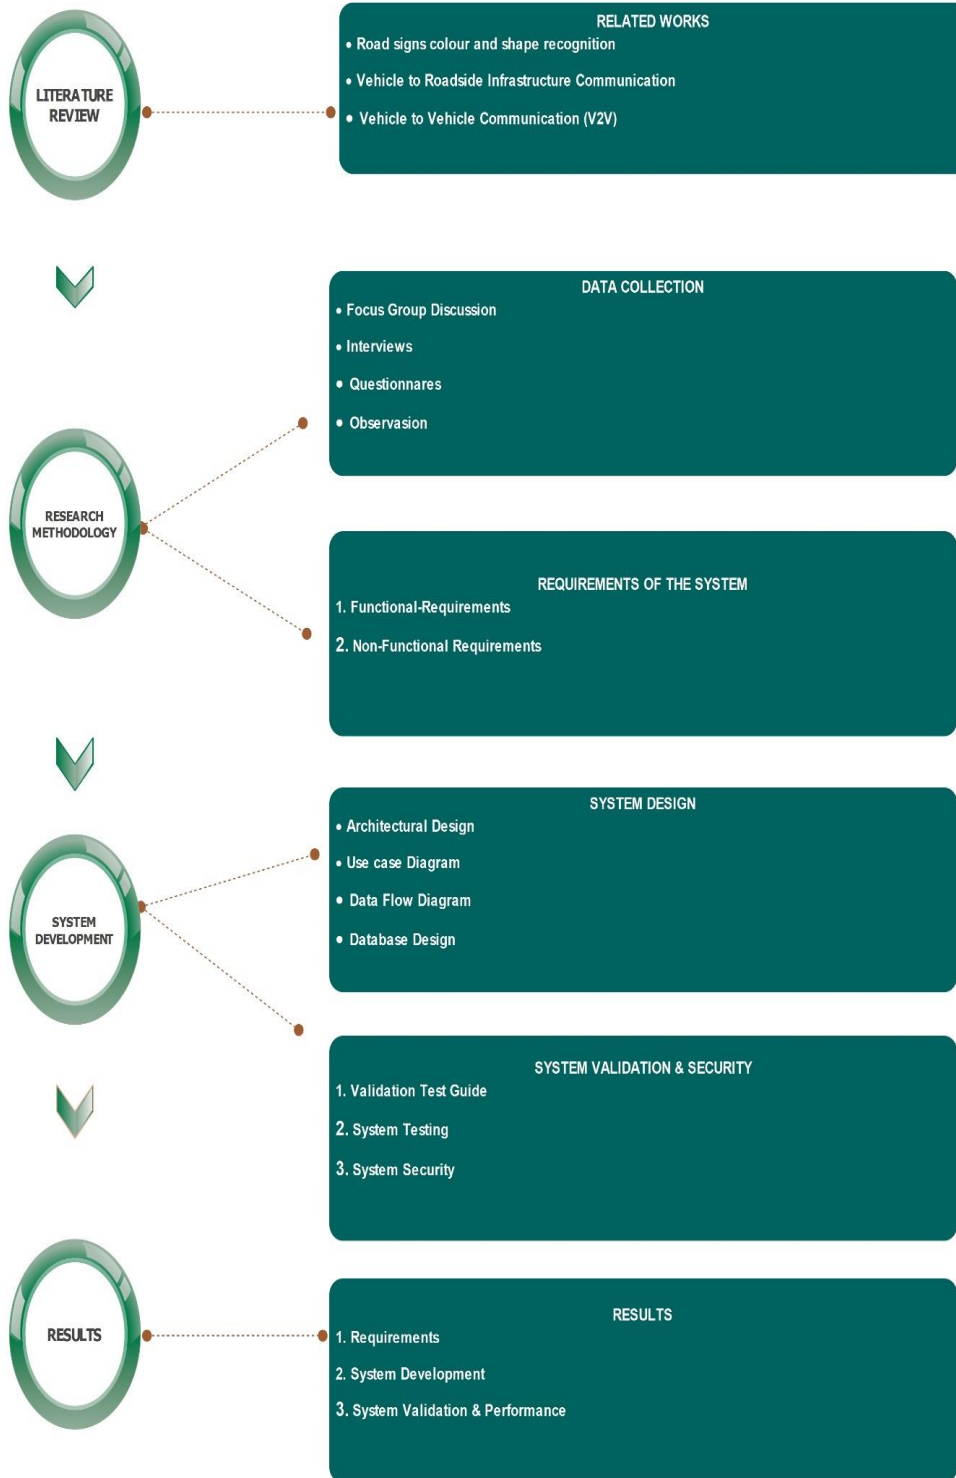 LITERATURE
REVIEW
RELATED WORKS
• Road signs colour and shape recognition
• Vehicle to Roadside Infrastructure Communication
• Vehicle to Vehicle Communication (V2V)
RESEARCH
METHODOLOGY
DATA COLLECTION
• Focus Group Discussion
• Interviews
• Questionnares
• Observasion
REQUIREMENTS OF THE SYSTEM
1. Functional-Requirements
2. Non-Functional Requirements
SYSTEM
DEVELOPMENT
SYSTEM DESIGN
• Architectural Design
• Use case Diagram
• Data Flow Diagram
• Database Design
SYSTEM VALIDATION & SECURITY
1. Validation Test Guide
2. System Testing
3. System Security
RESULTS
RESULTS
1. Requirements
2. System Development
3. System Validation & Performance